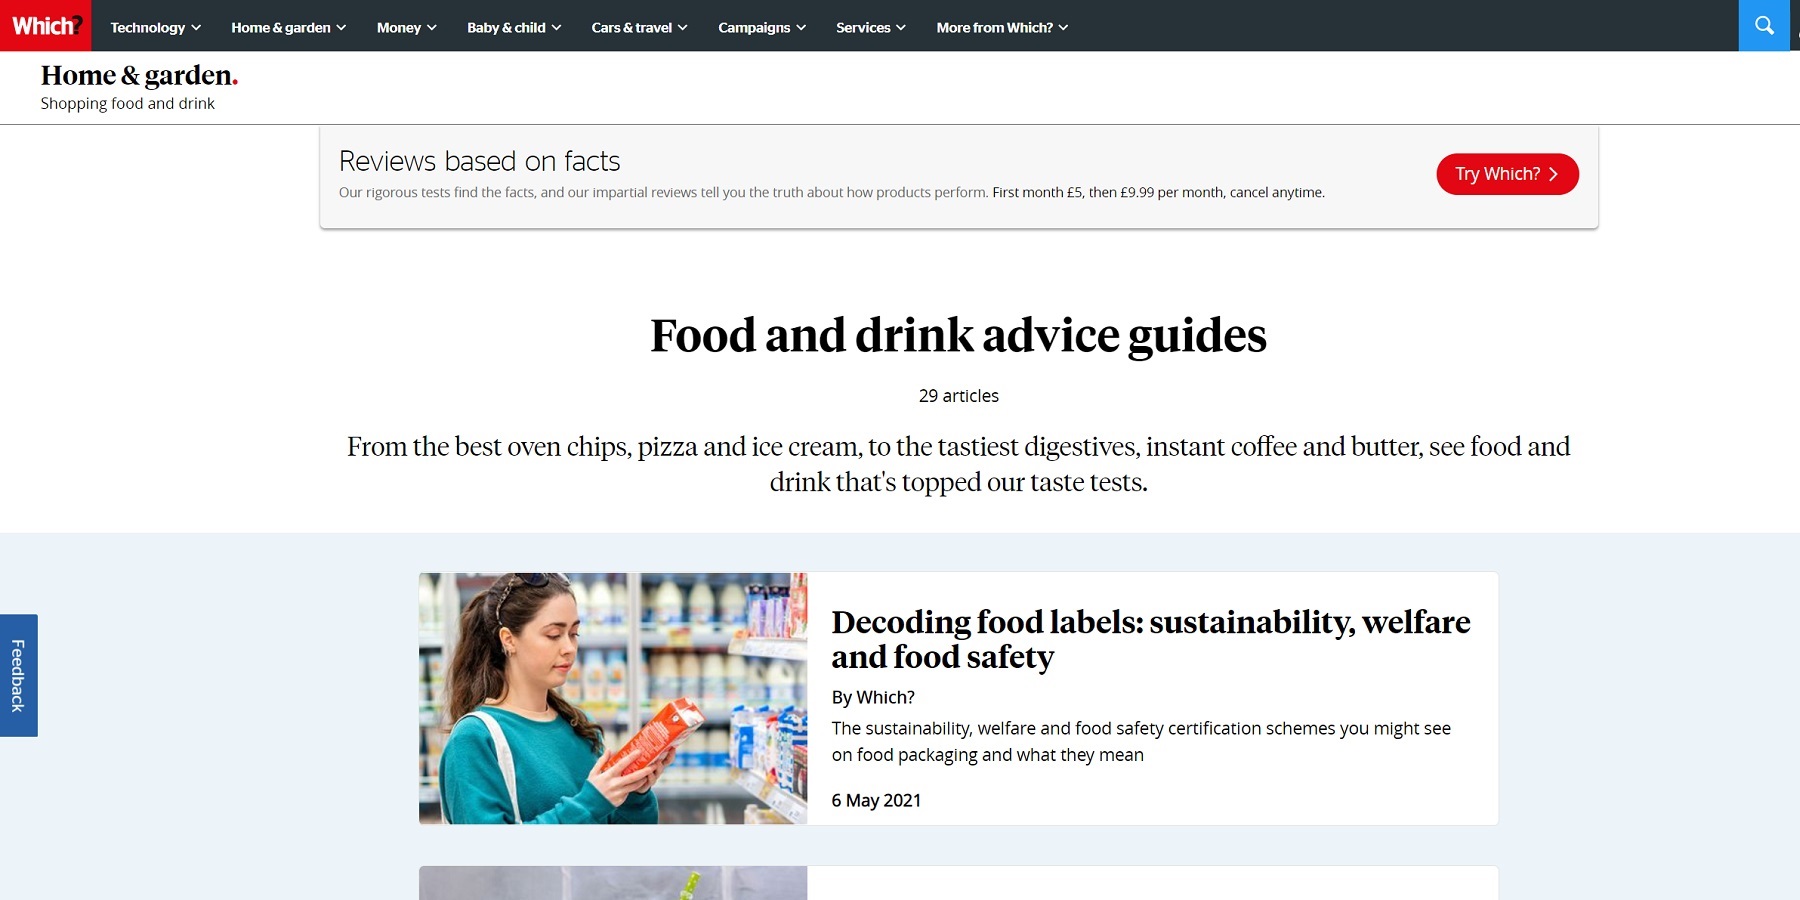 Which?
Technology
Home & garden
Money
Baby & child
Cars & travel
Campaigns
Services
More from Which?
Home & garden.
Shopping food and drink
Reviews based on facts
Our rigorous tests find the facts, and our impartial reviews tell you the truth about how products perform. First month £5, then £9.99 per month, cancel anytime.
Try Which?
Food and drink advice guides
29 articles
From the best oven chips, pizza and ice cream, to the tastiest digestives, instant coffee and butter, see food and
drink that's topped our taste tests.
Decoding food labels: sustainability, welfare
and food safety
By Which?
The sustainability, welfare and food safety certification schemes you might see
on food packaging and what they mean
6 May 2021
Feedback